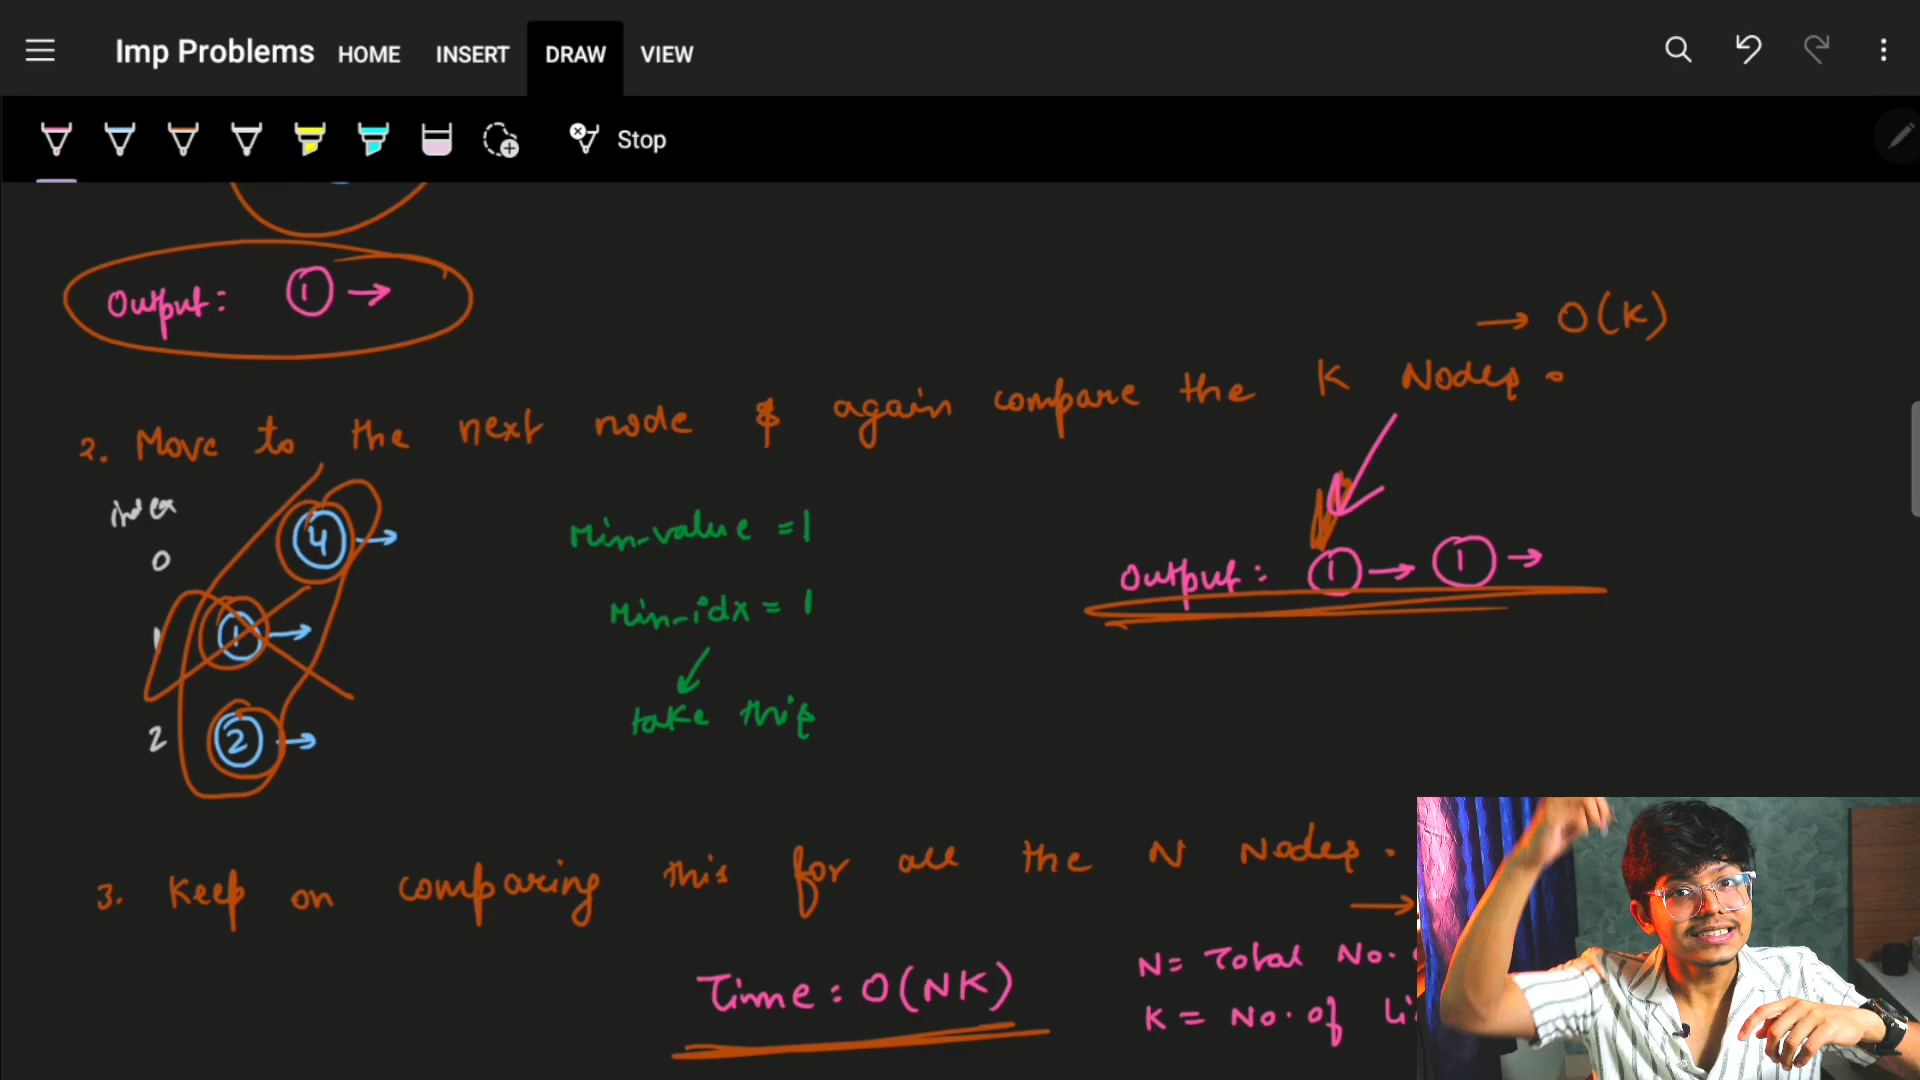 Imp Problems HOME INSERT DRAW VIEW
Stop
Output: 1 →
→ O(K)
2. Move to the next node & again compare the K Nodes.
index
0 4 →
1 1 →
2 2 →
Min-value = 1
Min-idx = 1
take this
Output: 1 → 1 →
3. Keep on comparing this for all the N Nodes.
→
Time: O(NK)
N = Total No.
K = No. of Li